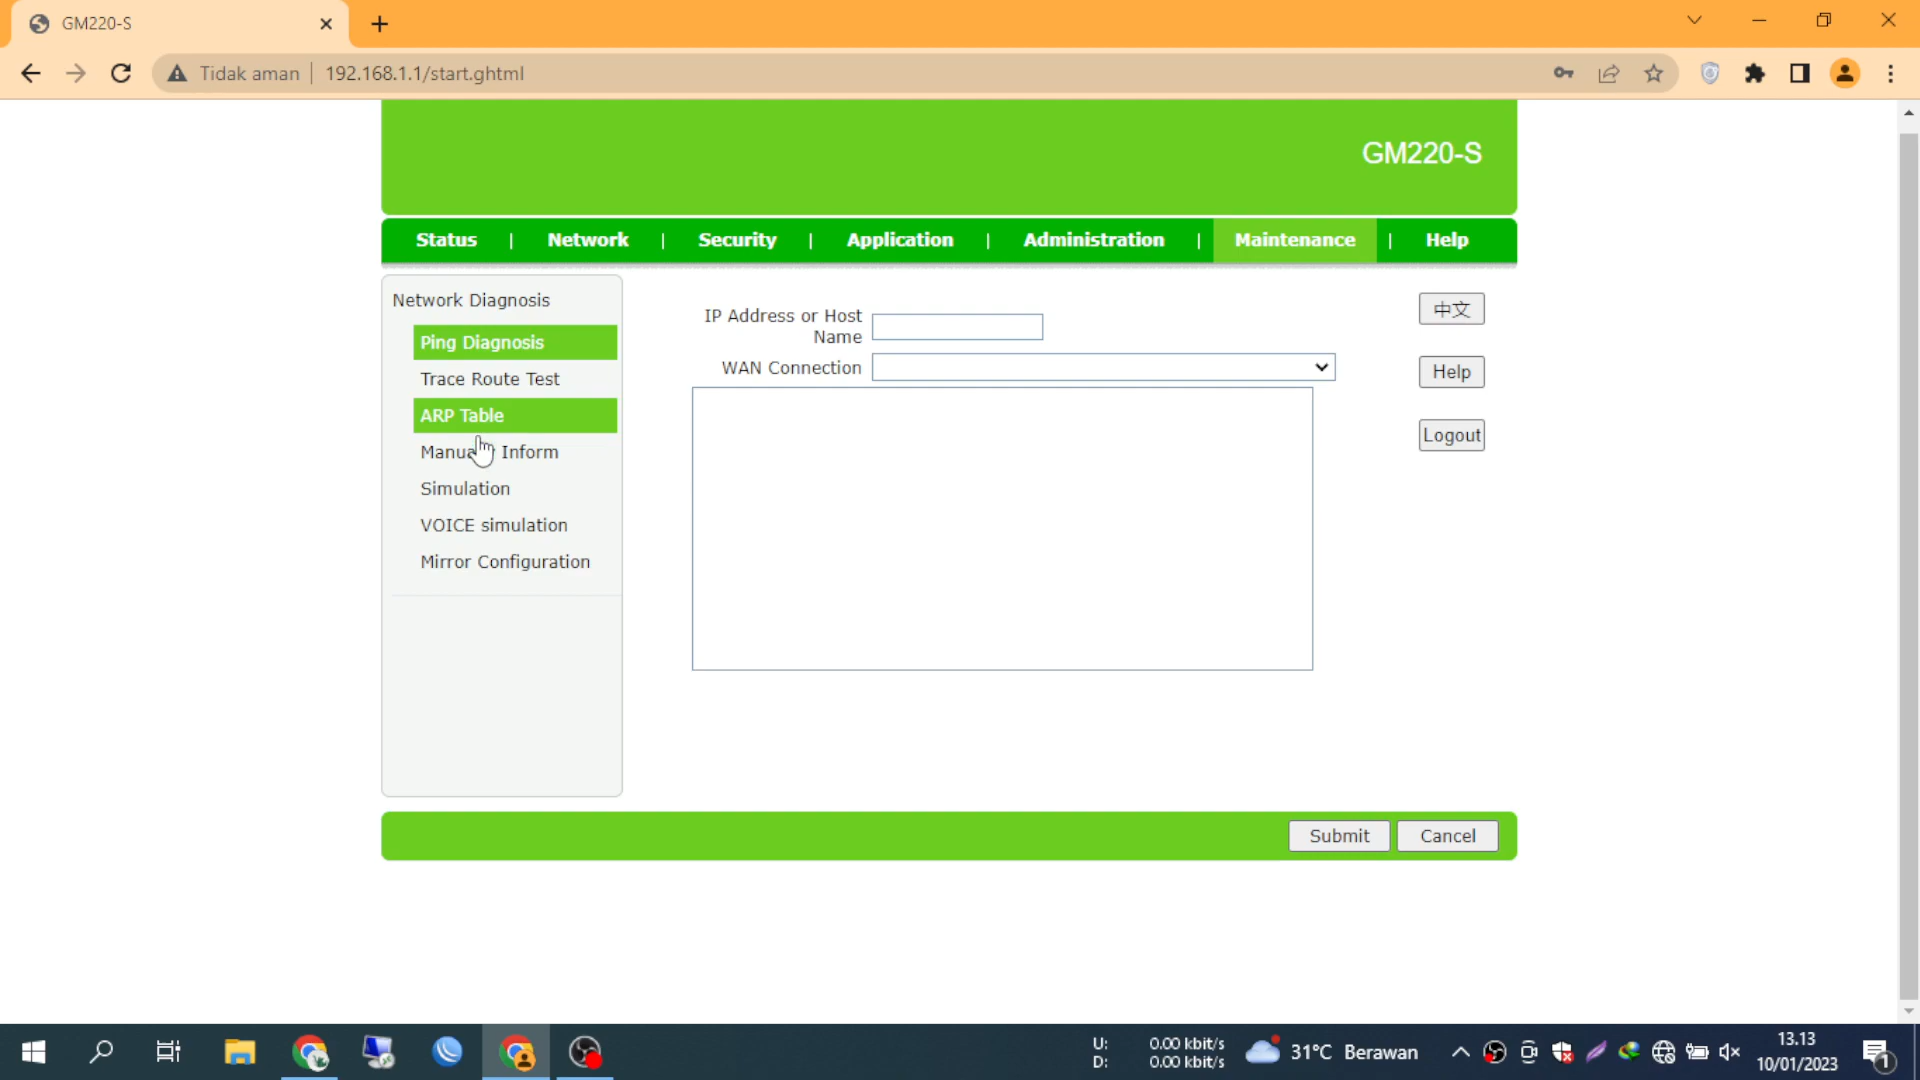 GM220-S
Tidak aman
192.168.1.1/start.ghtml
GM220-S
Status | Network | Security | Application | Administration | Maintenance | Help
Network Diagnosis
Ping Diagnosis
Trace Route Test
ARP Table
Inform
Simulation
VOICE simulation
Mirror Configuration
IP Address or Host
Name
WAN Connection
中文
Help
Logout
Submit
Cancel
U: 0.00 kbit/s
D: 0.00 kbit/s
31°C Berawan
13.13
10/01/2023
1